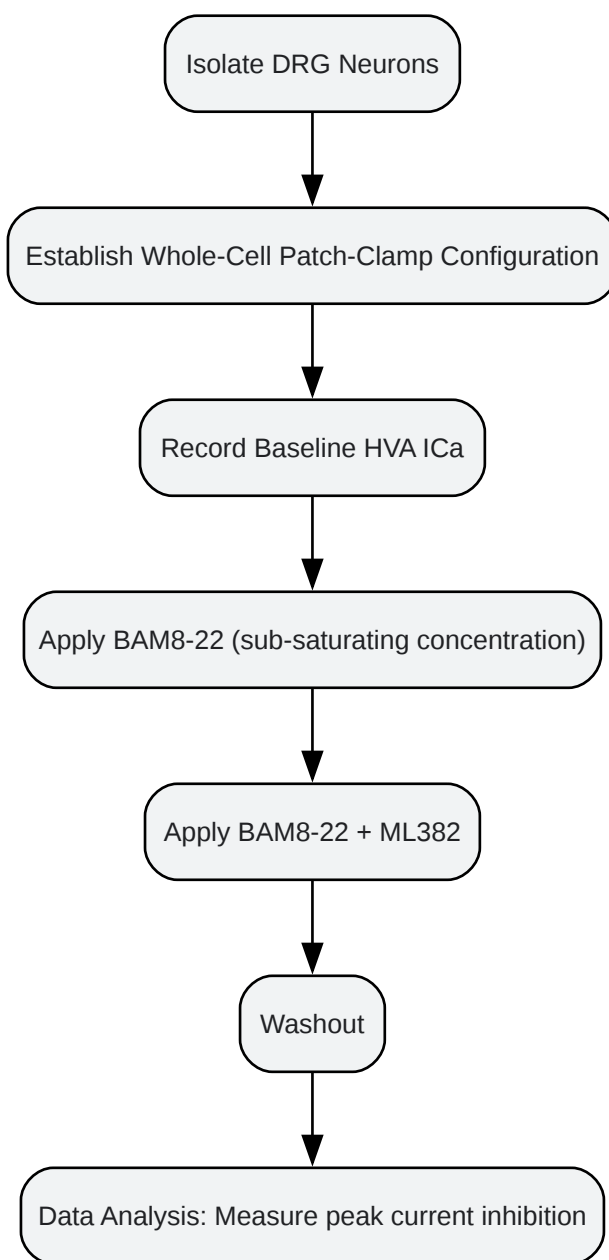 Isolate DRG Neurons
Establish Whole-Cell Patch-Clamp Configuration
Record Baseline HVA ICa
Apply BAM8-22 (sub-saturating concentration)
Apply BAM8-22 + ML382
Washout
Data Analysis: Measure peak current inhibition